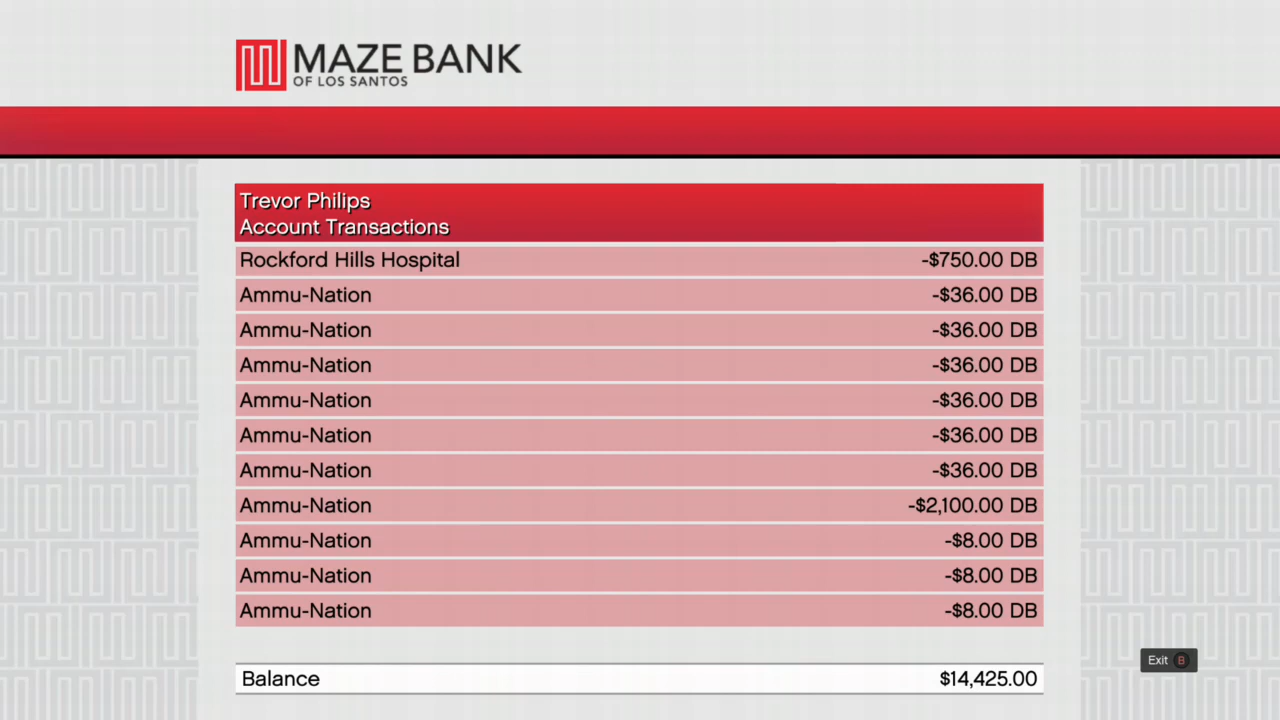 MAZE BANK
OF LOS SANTOS
Trevor Philips
Account Transactions
Rockford Hills Hospital -$750.00 DB
Ammu-Nation -$36.00 DB
Ammu-Nation -$36.00 DB
Ammu-Nation -$36.00 DB
Ammu-Nation -$36.00 DB
Ammu-Nation -$36.00 DB
Ammu-Nation -$36.00 DB
Ammu-Nation -$2,100.00 DB
Ammu-Nation -$8.00 DB
Ammu-Nation -$8.00 DB
Ammu-Nation -$8.00 DB
Exit B
Balance $14,425.00